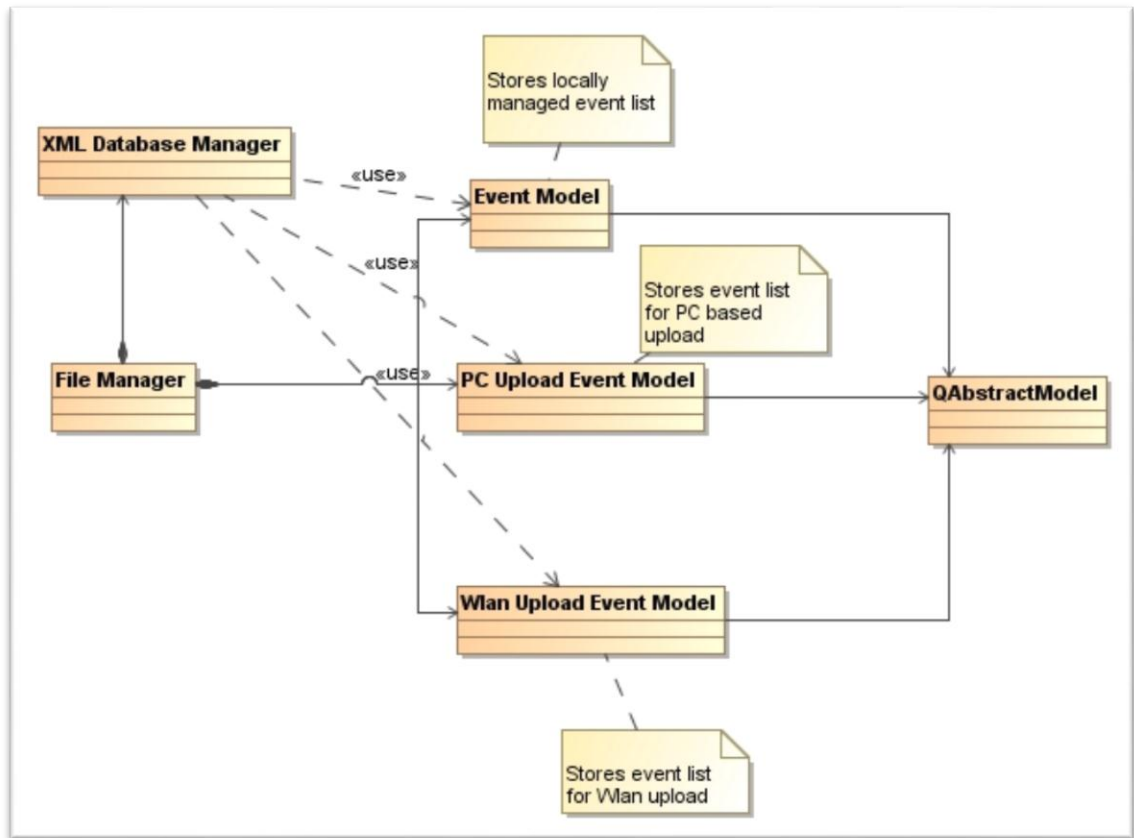 Stores locally
managed event list
XML Database Manager
«use»
Event Model
«use»
Stores event list
for PC based
upload
File Manager
«use»
PC Upload Event Model
QAbstractModel
Wlan Upload Event Model
Stores event list
for Wlan upload